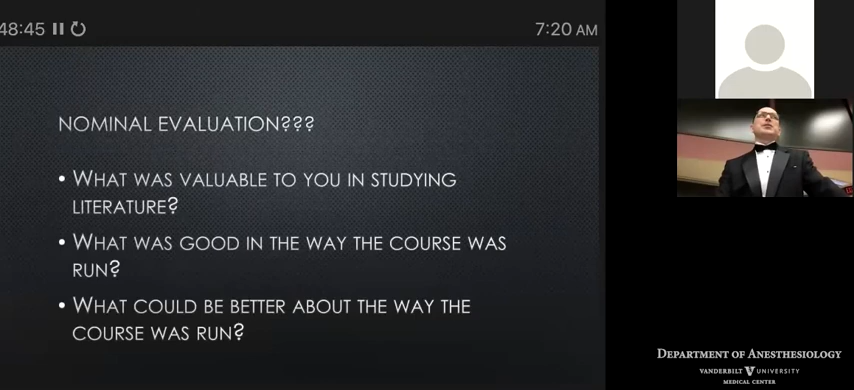 48:45
7:20 AM
NOMINAL EVALUATION???
• WHAT WAS VALUABLE TO YOU IN STUDYING
LITERATURE?
• WHAT WAS GOOD IN THE WAY THE COURSE WAS
RUN?
• WHAT COULD BE BETTER ABOUT THE WAY THE
COURSE WAS RUN?
DEPARTMENT OF ANESTHESIOLOGY
VANDERBILT UNIVERSITY
MEDICAL CENTER